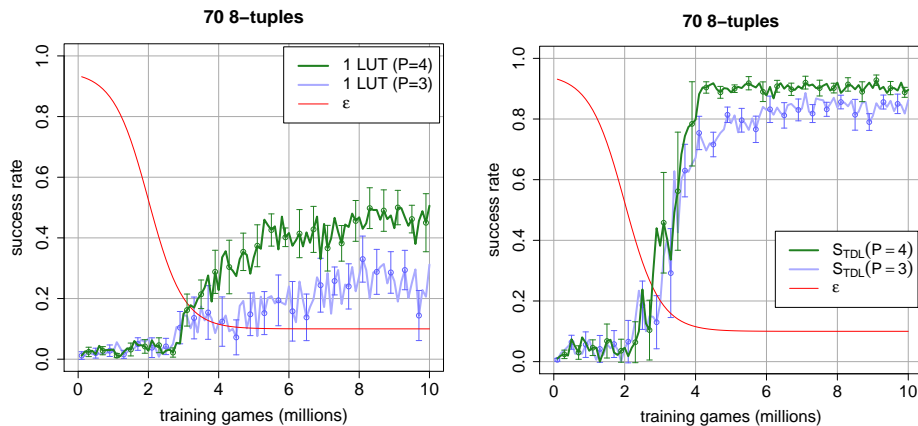 70 8−tuples
1 LUT (P=4)
1 LUT (P=3)
ε
success rate
0.0
0.2
0.4
0.6
0.8
1.0
0
2
4
6
8
10
training games (millions)
70 8−tuples
S_TDL(P=4)
S_TDL(P=3)
ε
success rate
0.0
0.2
0.4
0.6
0.8
1.0
0
2
4
6
8
10
training games (millions)